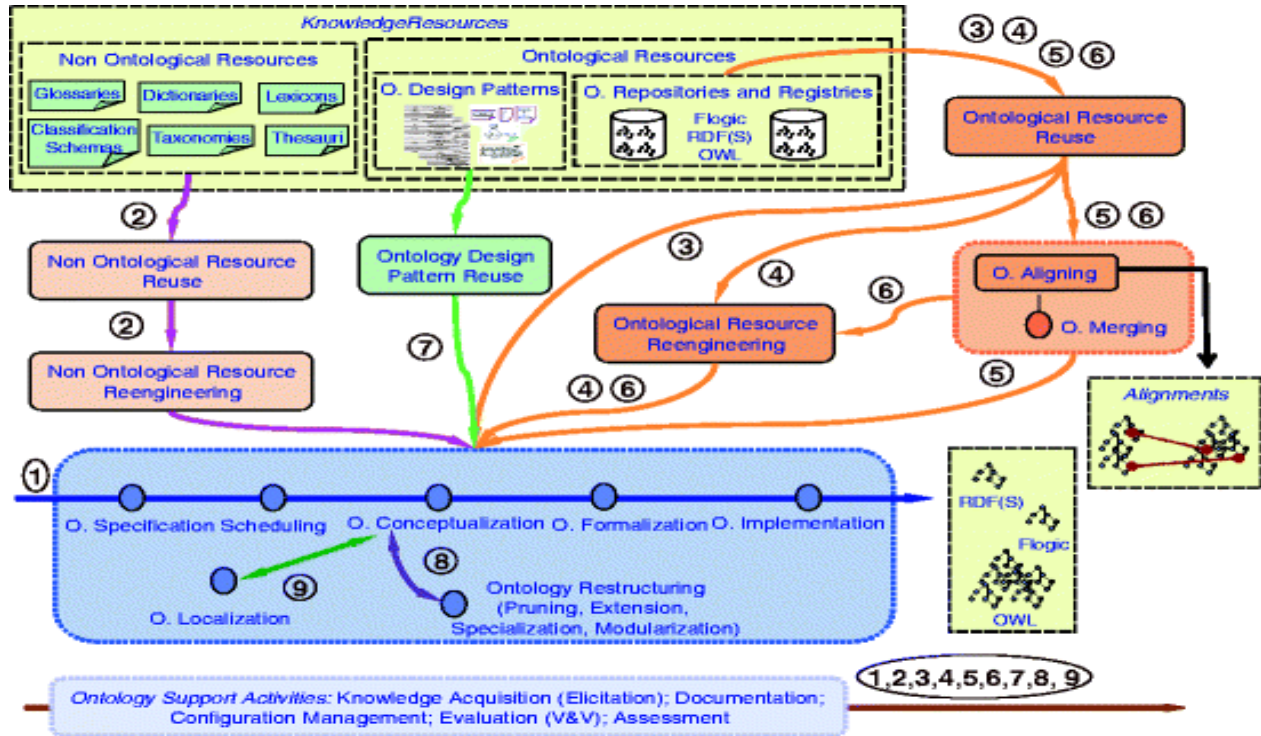 KnowledgeResources
Non Ontological Resources
Glossaries
Dictionaries
Lexicons
Classification
Schemas
Taxonomies
Thesauri
Ontological Resources
O. Design Patterns
O. Repositories and Registries
Flogic
RDF(S)
OWL
③ ④
⑤ ⑥
Ontological Resource
Reuse
②
Non Ontological Resource
Reuse
②
Non Ontological Resource
Reengineering
Ontology Design
Pattern Reuse
⑦
③
④
Ontological Resource
Reengineering
④ ⑥
⑤ ⑥
O. Aligning
O. Merging
⑥
⑤
Alignments
①
O. Specification Scheduling
O. Conceptualization
O. Formalization
O. Implementation
⑨
⑧
O. Localization
Ontology Restructuring
(Pruning, Extension,
Specialization, Modularization)
RDF(S)
Flogic
OWL
1,2,3,4,5,6,7,8, 9
Ontology Support Activities: Knowledge Acquisition (Elicitation); Documentation;
Configuration Management; Evaluation (V&V); Assessment